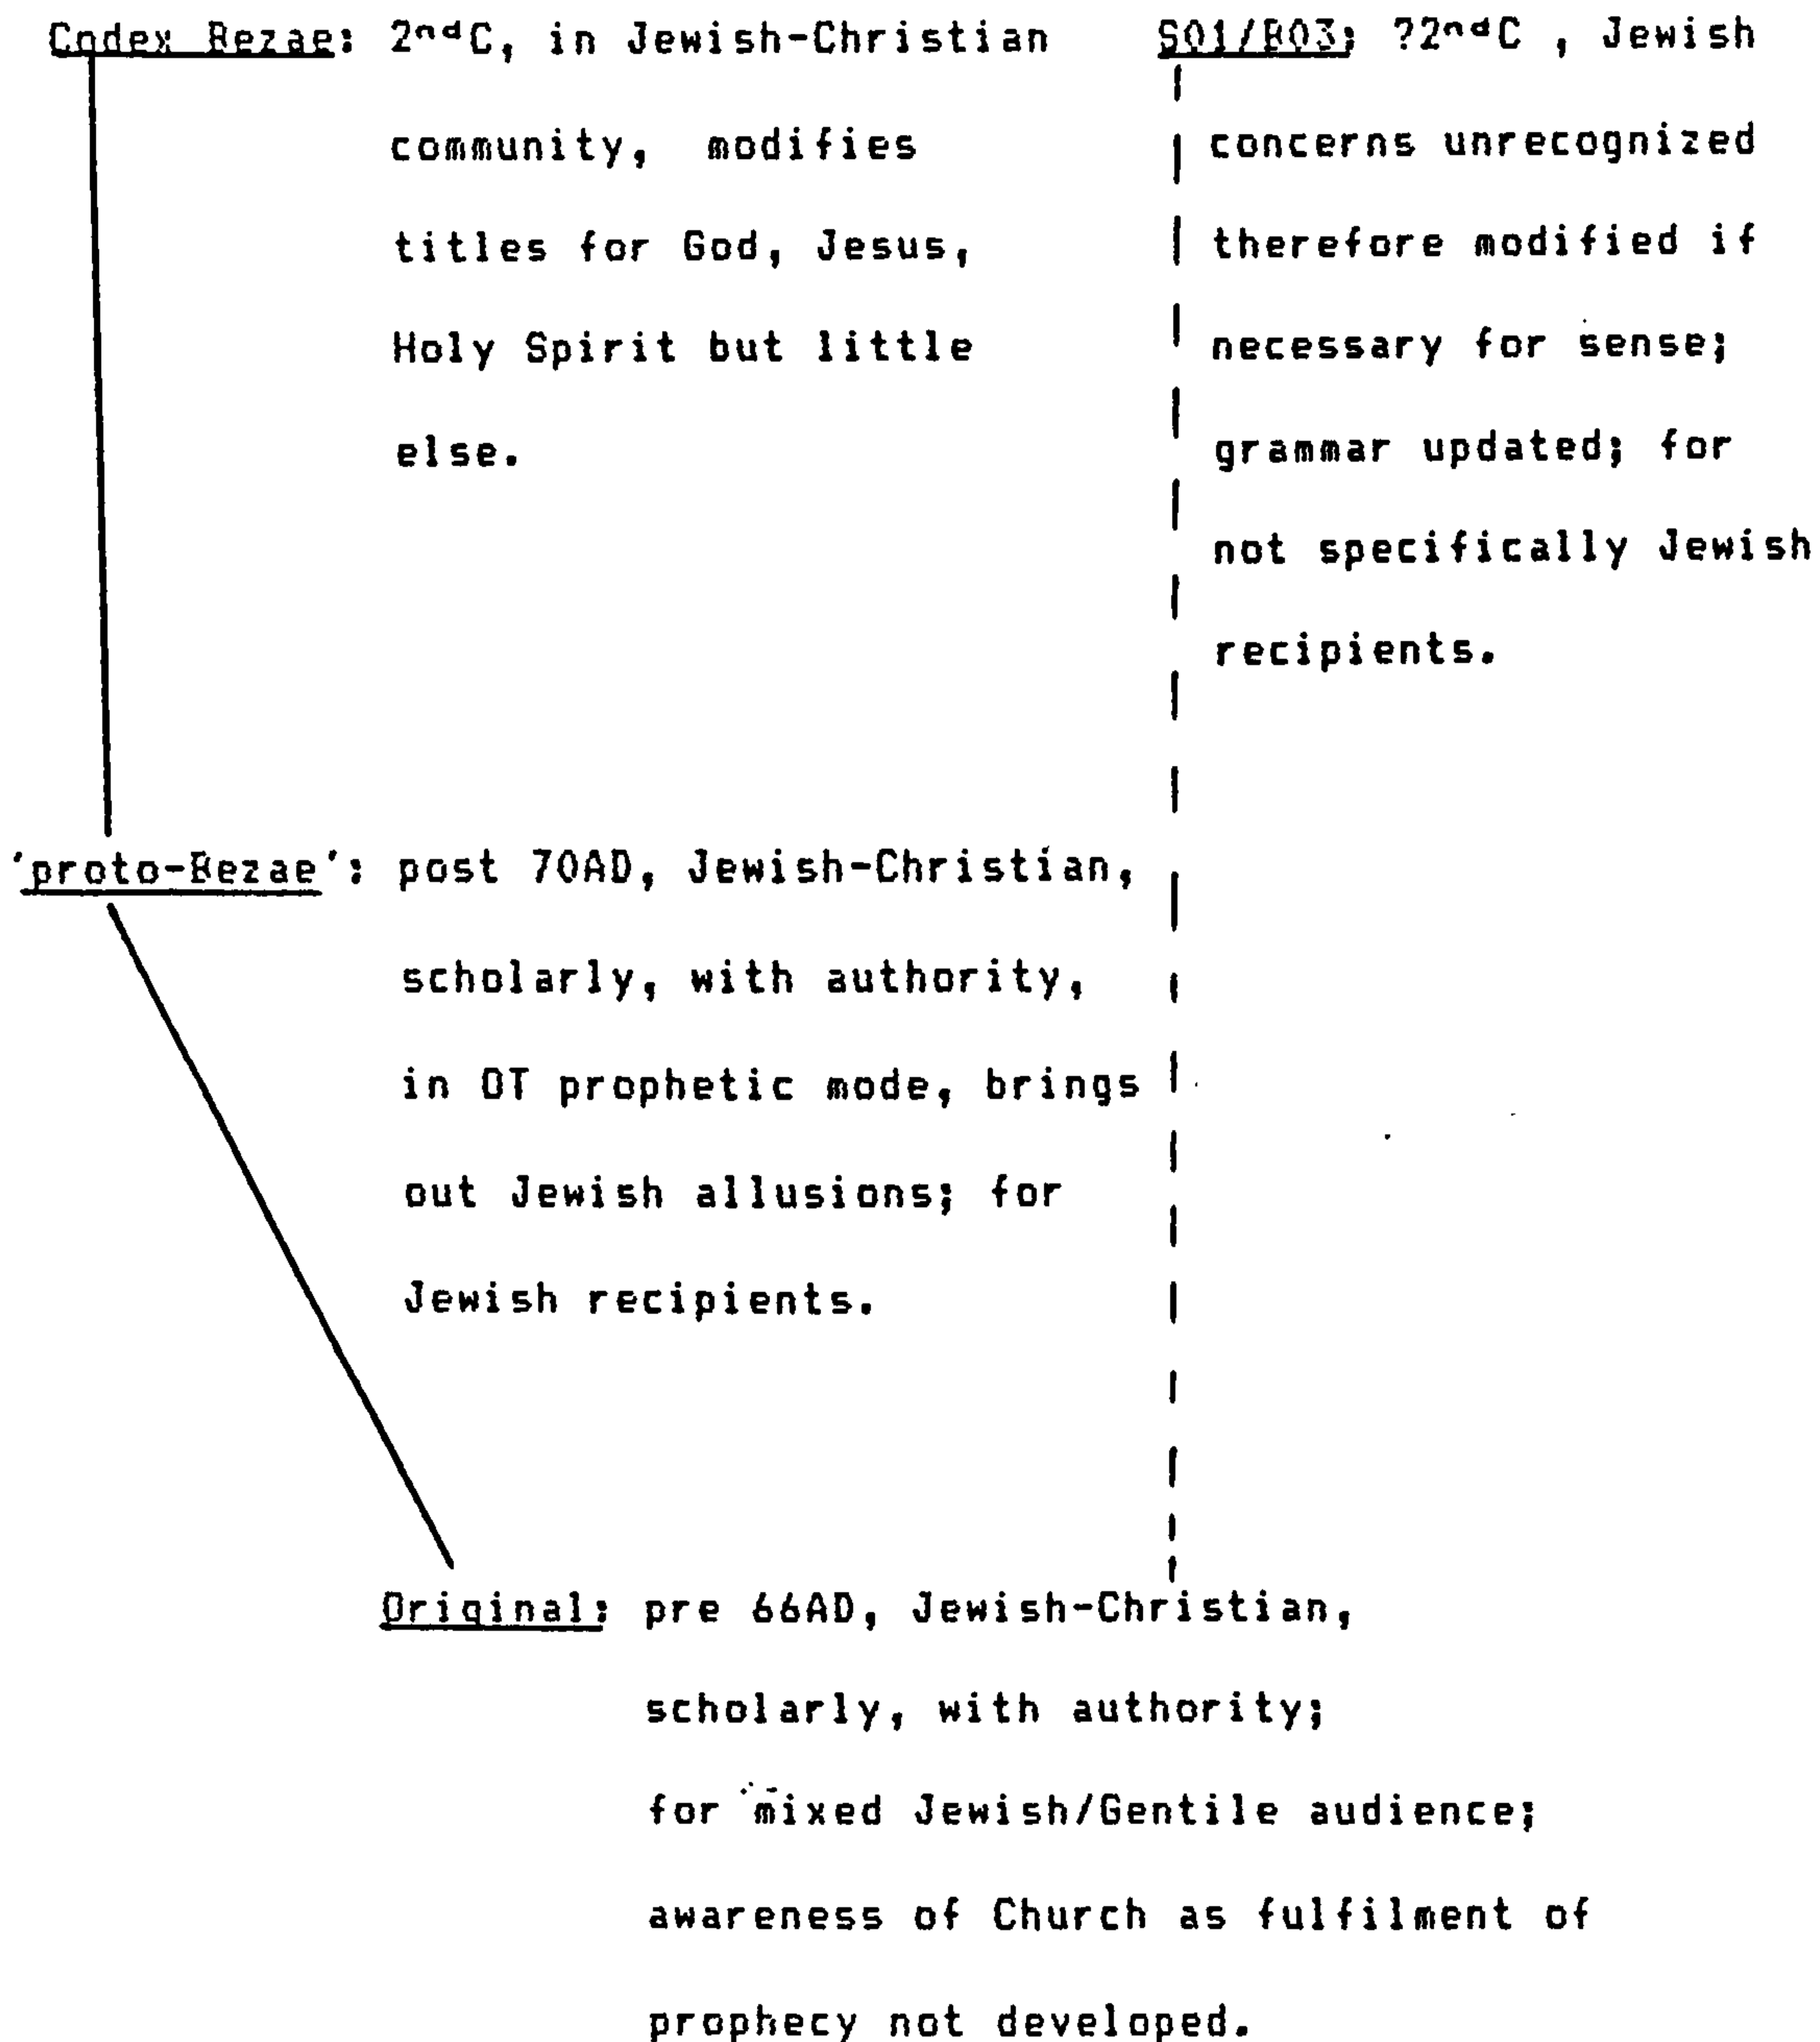 Codex Bezae: 2ndC, in Jewish-Christian
community, modifies
titles for God, Jesus,
Holy Spirit but little
else.
S01/B03: ?2ndC , Jewish
concerns unrecognized
therefore modified if
necessary for sense;
grammar updated; for
not specifically Jewish
recipients.
'proto-Bezae': post 70AD, Jewish-Christian,
scholarly, with authority,
in OT prophetic mode, brings
out Jewish allusions; for
Jewish recipients.
Original: pre 66AD, Jewish-Christian,
scholarly, with authority;
for mixed Jewish/Gentile audience;
awareness of Church as fulfilment of
prophecy not developed.